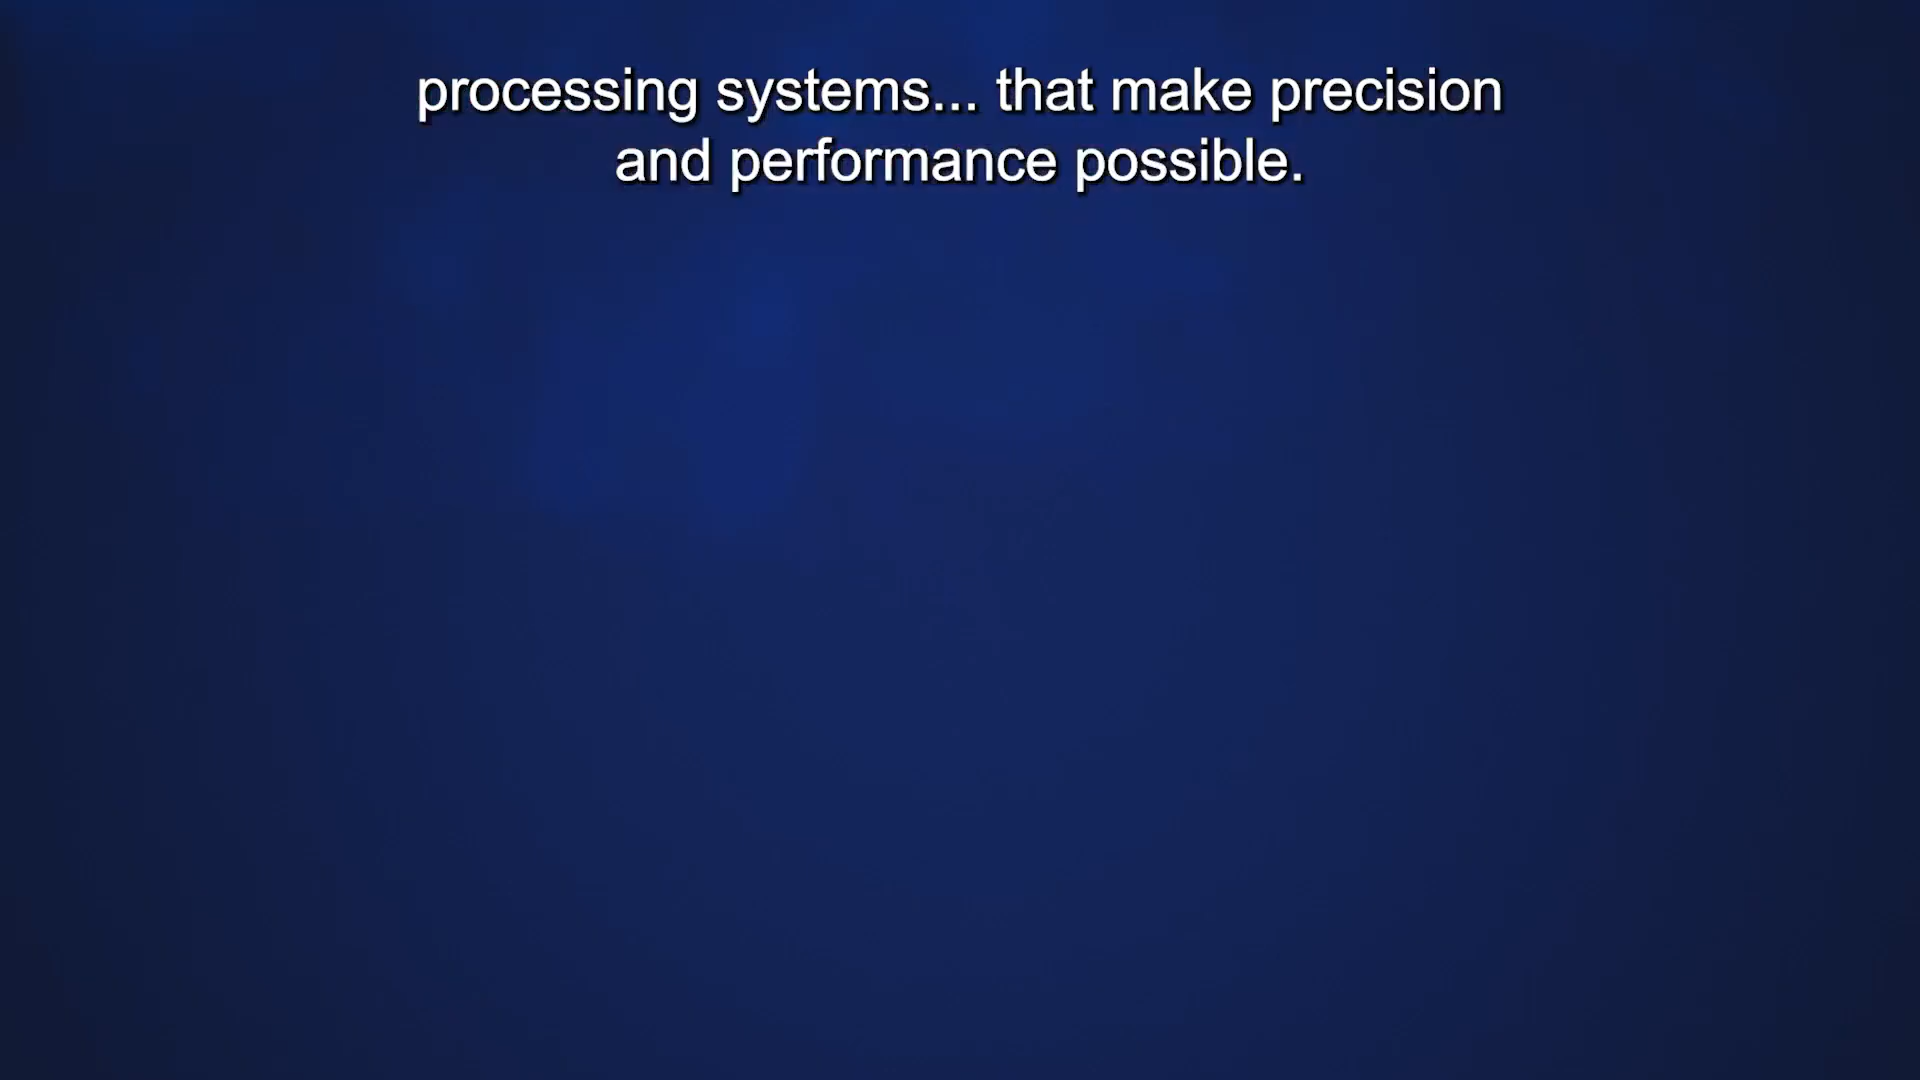 processing systems... that make precision
and performance possible.